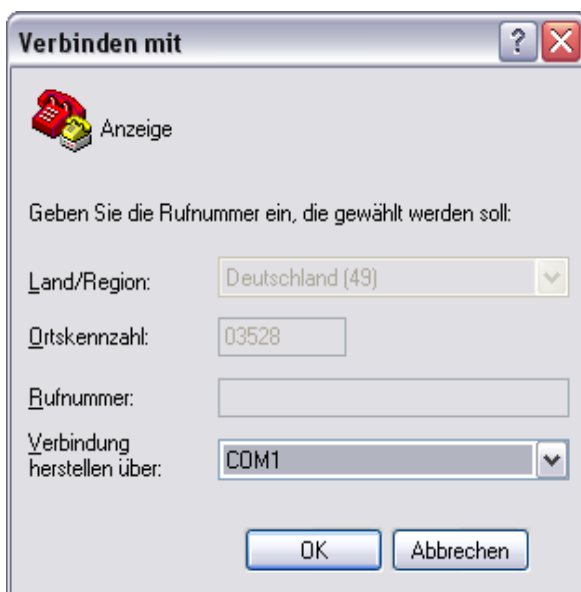 Verbinden mit
?
Anzeige
Geben Sie die Rufnummer ein, die gewählt werden soll:
Land/Region:
Deutschland (49)
Ortskennzahl:
03528
Rufnummer:
Verbindung
herstellen über:
COM1
OK
Abbrechen